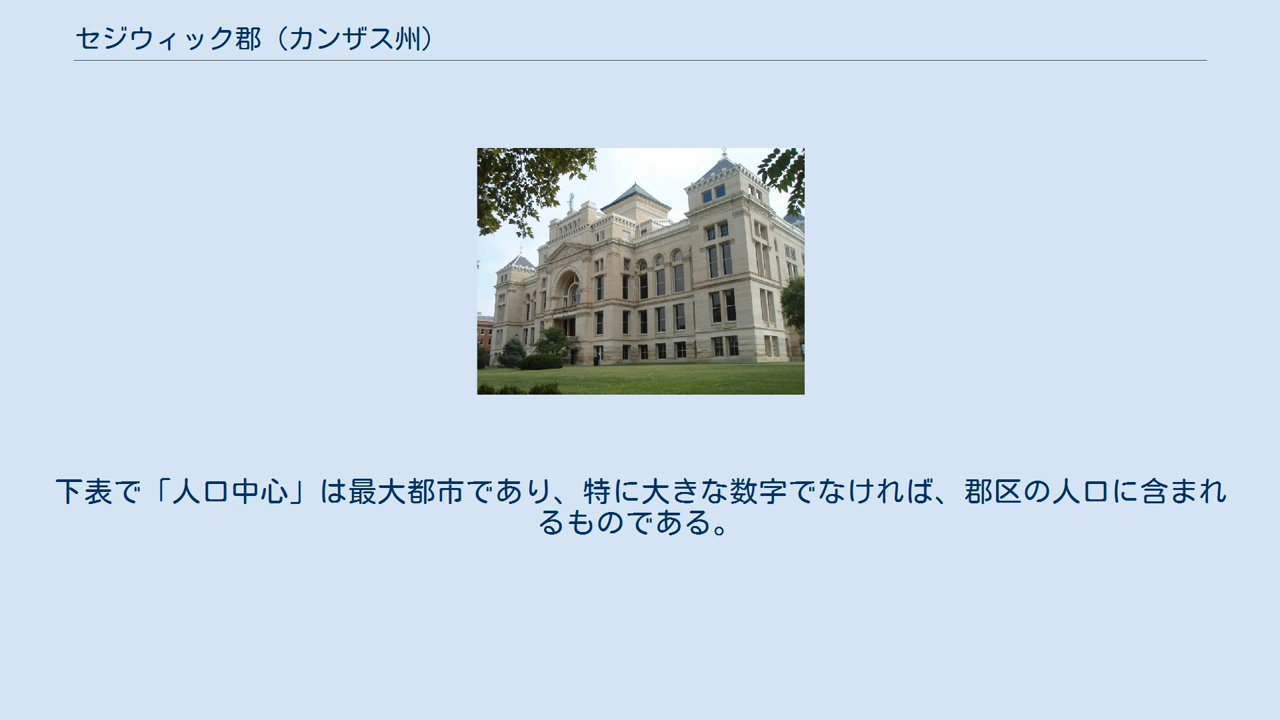 セジウィック郡（カンザス州）
下表で「人口中心」は最大都市であり、特に大きな数字でなければ、郡区の人口に含まれ
るものである。